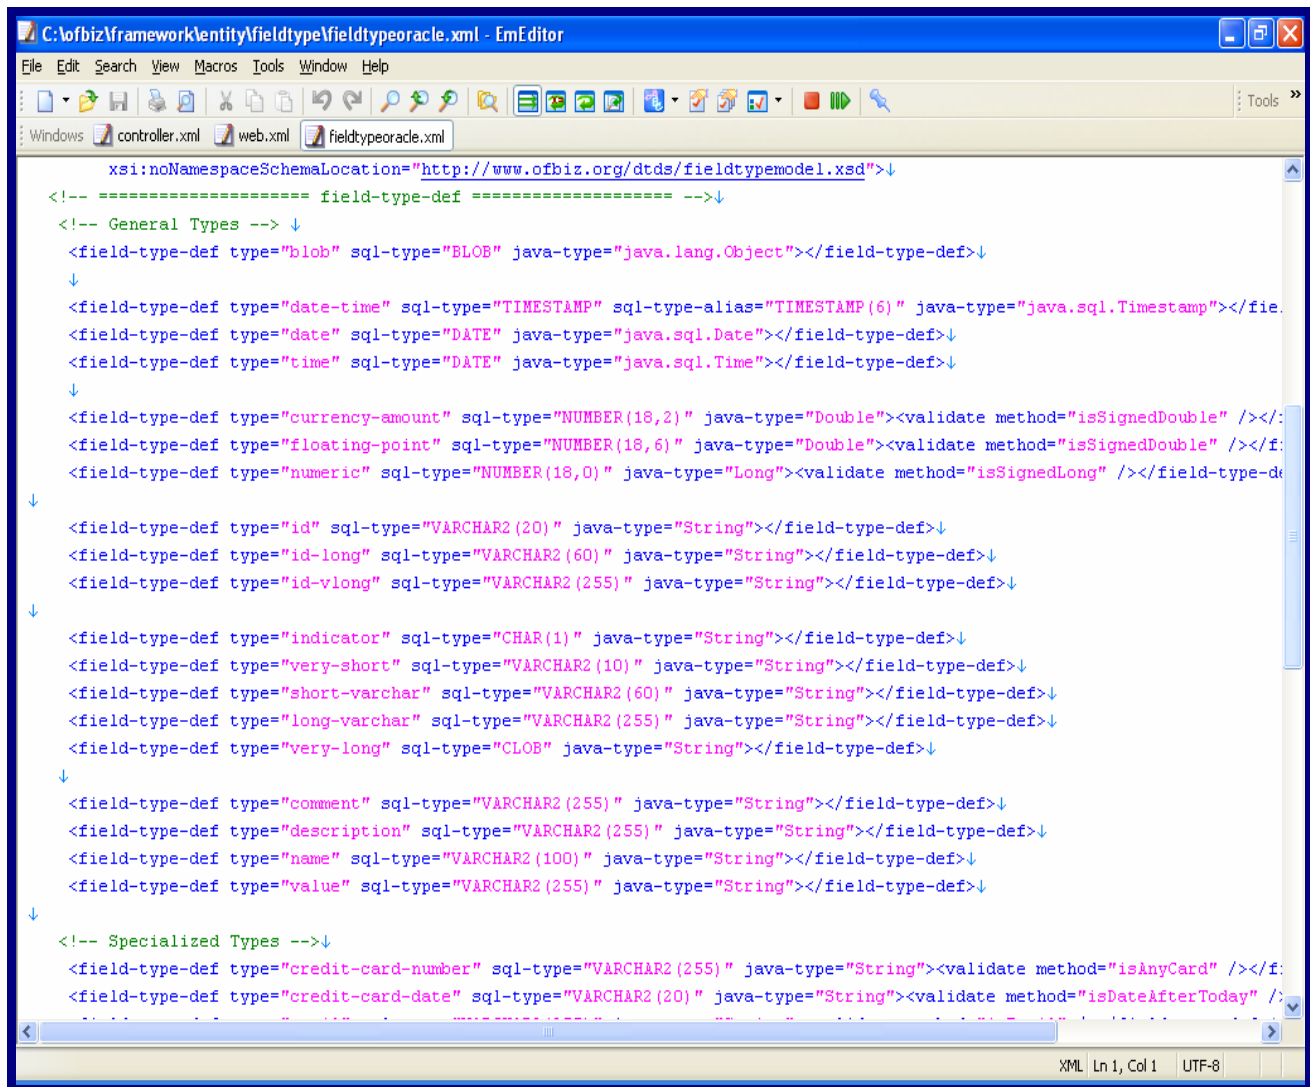 C:\ofbiz\framework\entity\fieldtype\fieldtypeoracle.xml - EmEditor
File Edit Search View Macros Tools Window Help
Tools »
Windows controller.xml web.xml fieldtypeoracle.xml
xsi:noNamespaceSchemaLocation="http://www.ofbiz.org/dtds/fieldtypemodel.xsd">↓
<!-- ===================== field-type-def ==================== -->↓
<!-- General Types --> ↓
<field-type-def type="blob" sql-type="BLOB" java-type="java.lang.Object"></field-type-def>↓
↓
<field-type-def type="date-time" sql-type="TIMESTAMP" sql-type-alias="TIMESTAMP(6)" java-type="java.sql.Timestamp"></fie
<field-type-def type="date" sql-type="DATE" java-type="java.sql.Date"></field-type-def>↓
<field-type-def type="time" sql-type="DATE" java-type="java.sql.Time"></field-type-def>↓
↓
<field-type-def type="currency-amount" sql-type="NUMBER(18,2)" java-type="Double"><validate method="isSignedDouble" /></
<field-type-def type="floating-point" sql-type="NUMBER(18,6)" java-type="Double"><validate method="isSignedDouble" /></f
<field-type-def type="numeric" sql-type="NUMBER(18,0)" java-type="Long"><validate method="isSignedLong" /></field-type-de
↓
<field-type-def type="id" sql-type="VARCHAR2(20)" java-type="String"></field-type-def>↓
<field-type-def type="id-long" sql-type="VARCHAR2(60)" java-type="String"></field-type-def>↓
<field-type-def type="id-vlong" sql-type="VARCHAR2(255)" java-type="String"></field-type-def>↓
↓
<field-type-def type="indicator" sql-type="CHAR(1)" java-type="String"></field-type-def>↓
<field-type-def type="very-short" sql-type="VARCHAR2(10)" java-type="String"></field-type-def>↓
<field-type-def type="short-varchar" sql-type="VARCHAR2(60)" java-type="String"></field-type-def>↓
<field-type-def type="long-varchar" sql-type="VARCHAR2(255)" java-type="String"></field-type-def>↓
<field-type-def type="very-long" sql-type="CLOB" java-type="String"></field-type-def>↓
↓
<field-type-def type="comment" sql-type="VARCHAR2(255)" java-type="String"></field-type-def>↓
<field-type-def type="description" sql-type="VARCHAR2(255)" java-type="String"></field-type-def>↓
<field-type-def type="name" sql-type="VARCHAR2(100)" java-type="String"></field-type-def>↓
<field-type-def type="value" sql-type="VARCHAR2(255)" java-type="String"></field-type-def>↓
↓
<!-- Specialized Types -->↓
<field-type-def type="credit-card-number" sql-type="VARCHAR2(255)" java-type="String"><validate method="isAnyCard" /></f
<field-type-def type="credit-card-date" sql-type="VARCHAR2(20)" java-type="String"><validate method="isDateAfterToday" />
XML Ln 1, Col 1 UTF-8